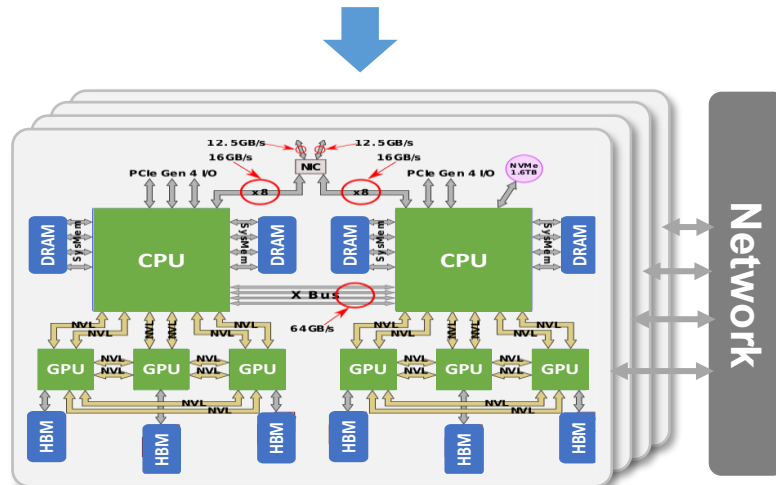 12.5GB/s
12.5GB/s
16GB/s
NIC
16GB/s
NVMe
1.6TB
PCIe Gen 4 I/O
PCIe Gen 4 I/O
x8
x8
DRAM
SysMem
CPU
SysMem
DRAM
DRAM
SysMem
CPU
SysMem
DRAM
X Bus
64GB/s
NVL
NVL
NVL
NVL
NVL
NVL
NVL
NVL
NVL
NVL
NVL
NVL
GPU
NVL
NVL
GPU
NVL
NVL
GPU
GPU
NVL
NVL
GPU
NVL
NVL
GPU
NVL
NVL
NVL
NVL
HBM
HBM
HBM
HBM
HBM
HBM
Network